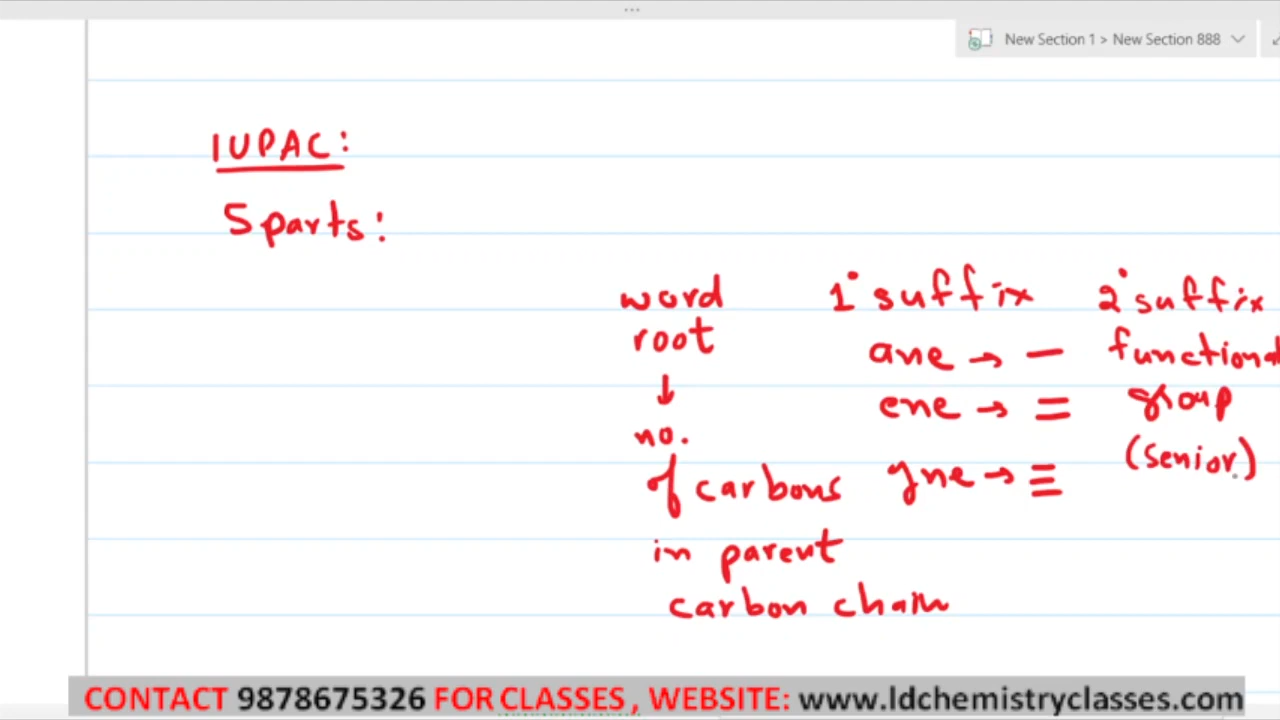 New Section 1 > New Section 888
IUPAC:
5 parts:
word root
↓
no. of carbons in parent carbon chain
1° suffix
ane → —
ene → =
yne → ≡
2° suffix
functional group
(senior)
CONTACT 9878675326 FOR CLASSES , WEBSITE: www.ldchemistryclasses.com